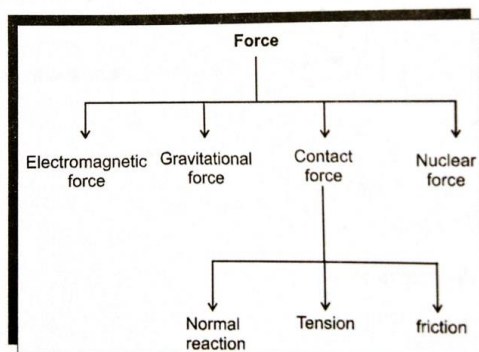 Force
Electromagnetic force
Gravitational force
Contact force
Nuclear force
Normal reaction
Tension
friction